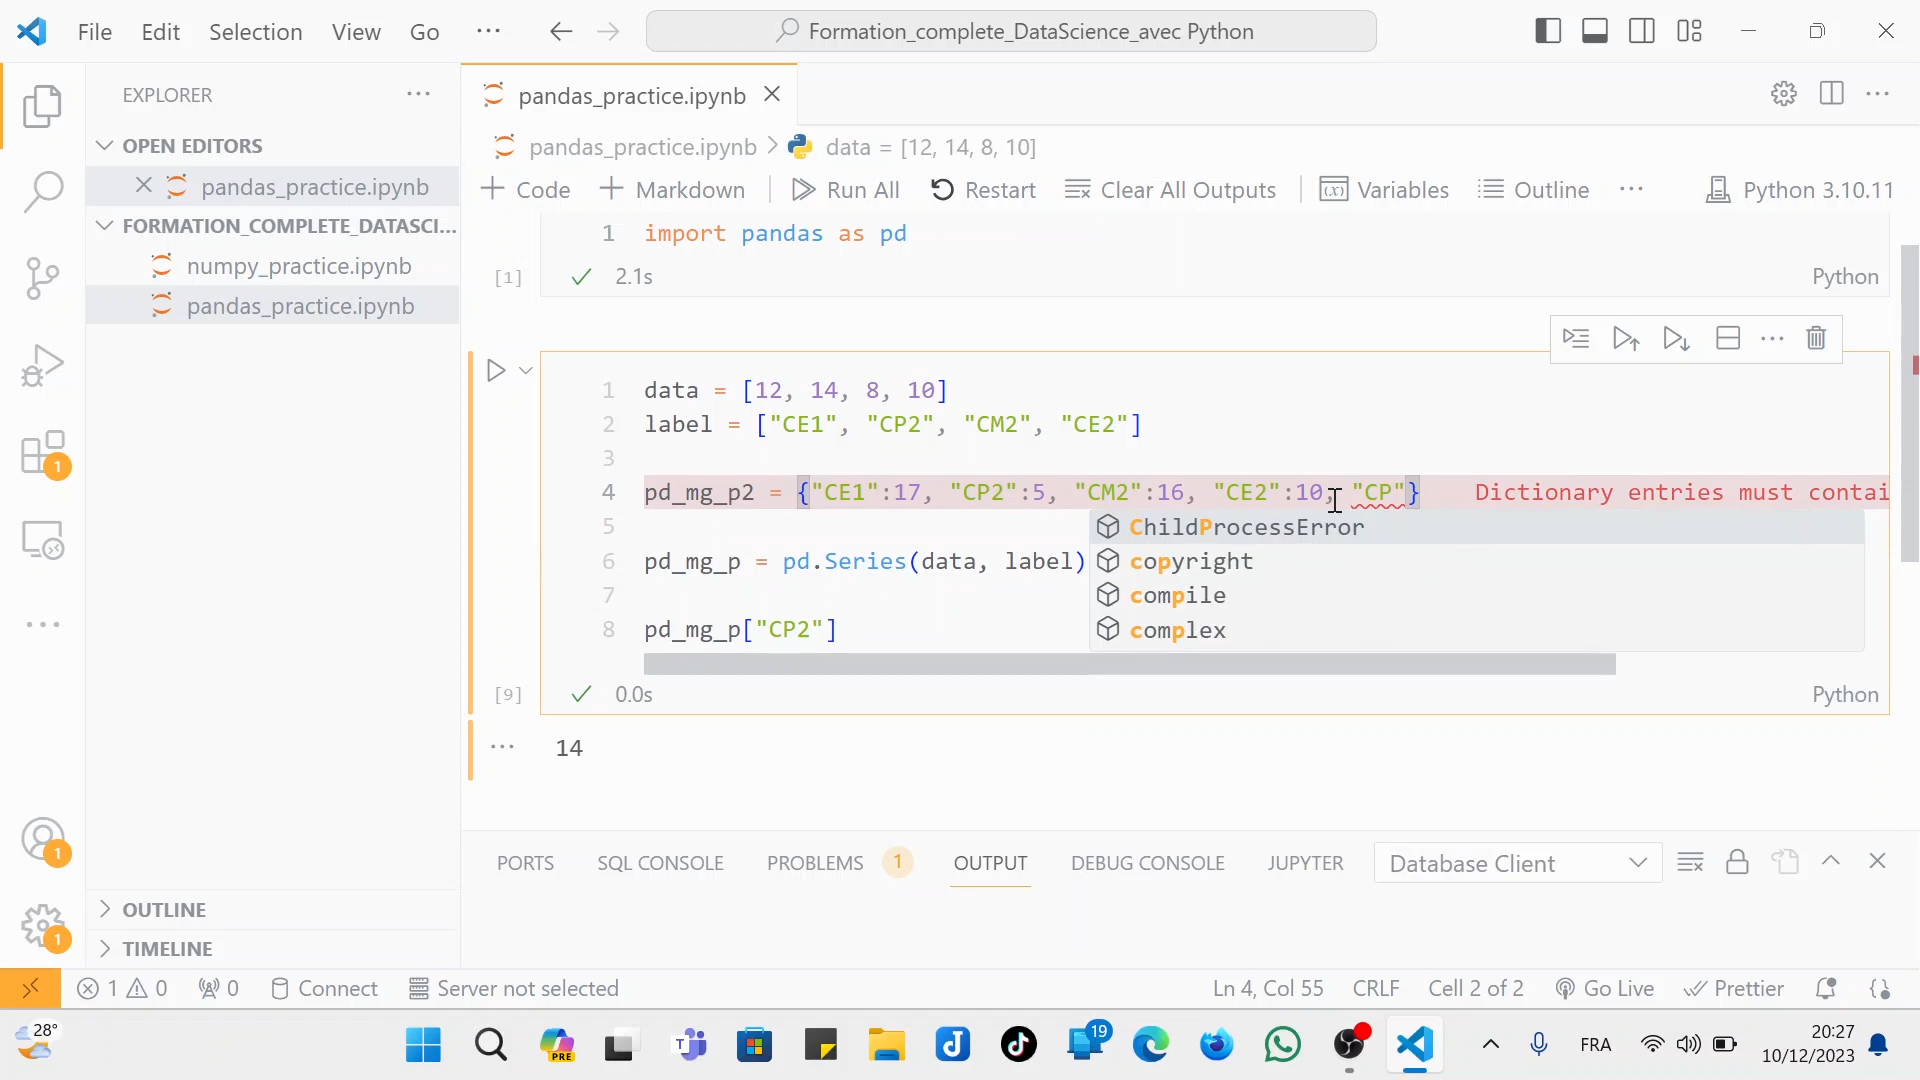 File Edit Selection View Go ··· Formation_complete_DataScience_avec Python
EXPLORER ···
OPEN EDITORS
pandas_practice.ipynb
FORMATION_COMPLETE_DATASCI...
numpy_practice.ipynb
pandas_practice.ipynb
OUTLINE
TIMELINE
pandas_practice.ipynb
pandas_practice.ipynb > data = [12, 14, 8, 10]
+ Code + Markdown Run All Restart Clear All Outputs Variables Outline ··· Python 3.10.11
1 import pandas as pd
[1] 2.1s Python
1 data = [12, 14, 8, 10]
2 label = ["CE1", "CP2", "CM2", "CE2"]
3
4 pd_mg_p2 = {"CE1":17, "CP2":5, "CM2":16, "CE2":10, "CP"} Dictionary entries must contai
5
6 pd_mg_p = pd.Series(data, label)
7
8 pd_mg_p["CP2"]
ChildProcessError
copyright
compile
complex
[9] 0.0s Python
··· 14
PORTS SQL CONSOLE PROBLEMS 1 OUTPUT DEBUG CONSOLE JUPYTER Database Client
1
1
1
1 0 0 Connect Server not selected Ln 4, Col 55 CRLF Cell 2 of 2 Go Live Prettier
28° PRE 19 FRA 20:27
10/12/2023